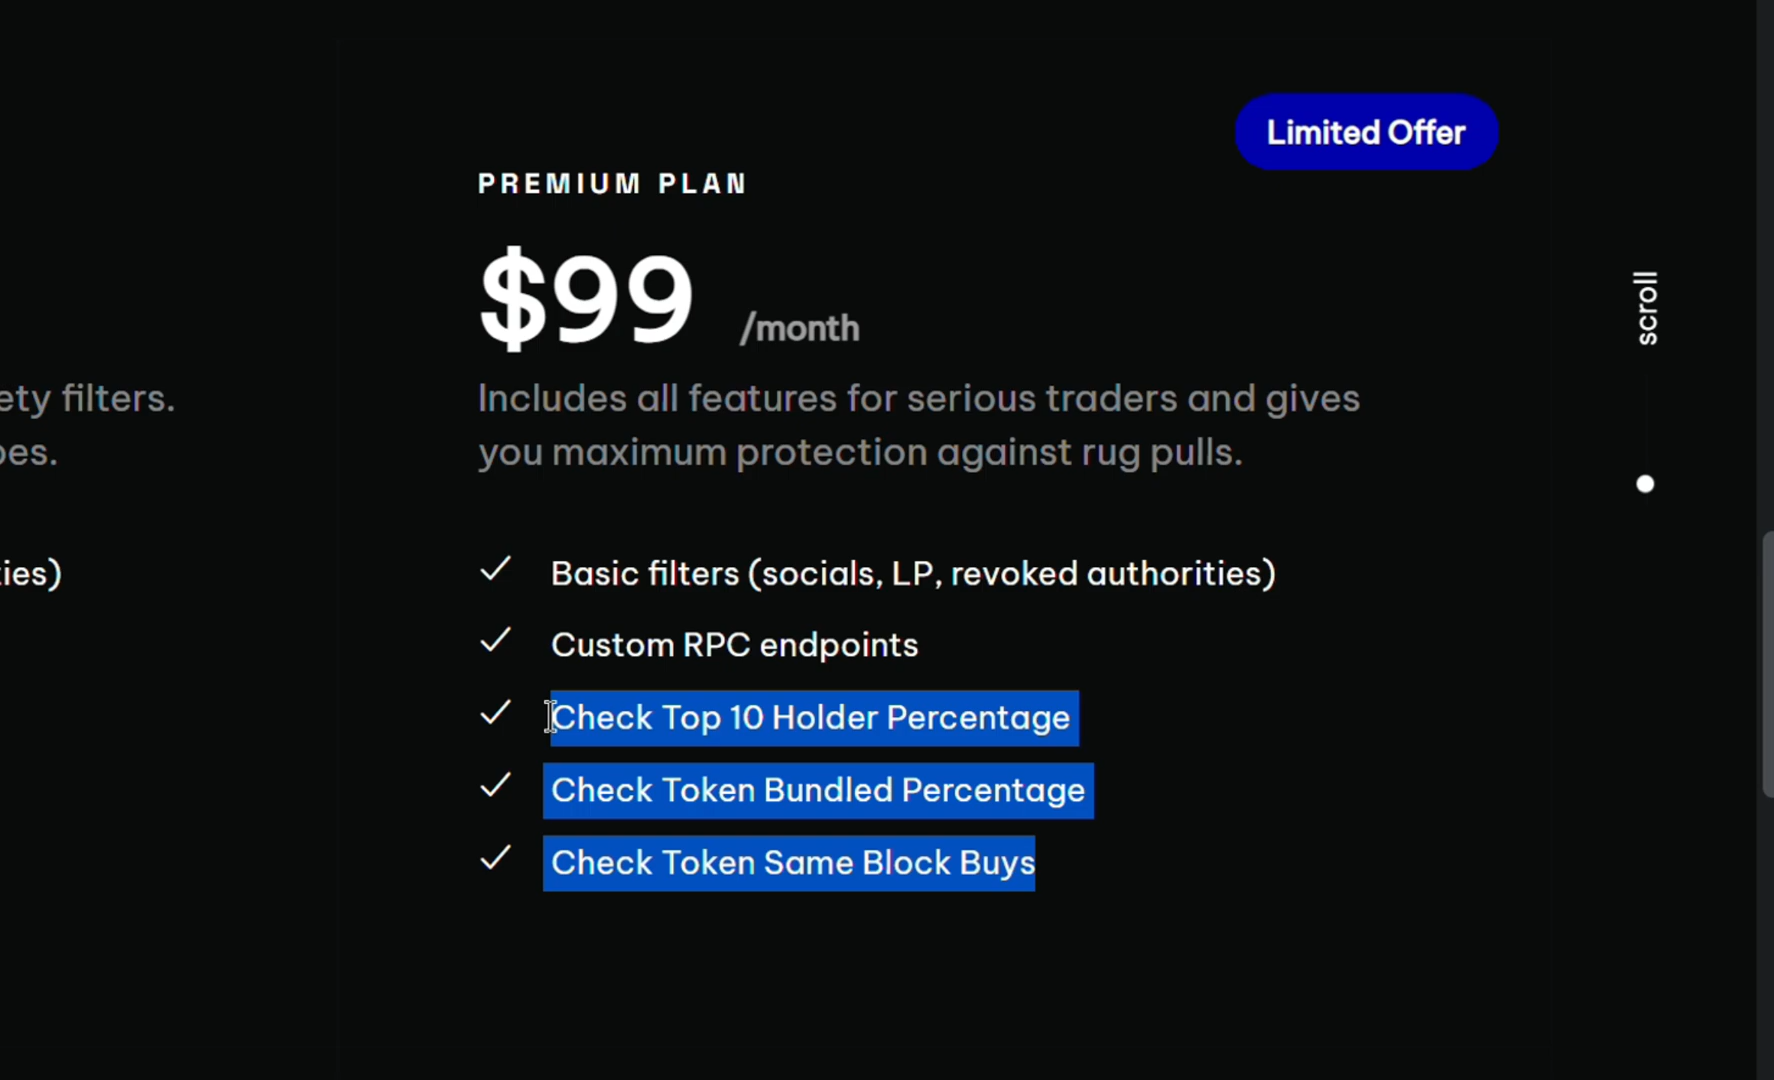 Limited Offer
PREMIUM PLAN
$99 /month
scroll
ety filters.
Includes all features for serious traders and gives
you maximum protection against rug pulls.
ies)
Basic filters (socials, LP, revoked authorities)
Custom RPC endpoints
Check Top 10 Holder Percentage
Check Token Bundled Percentage
Check Token Same Block Buys